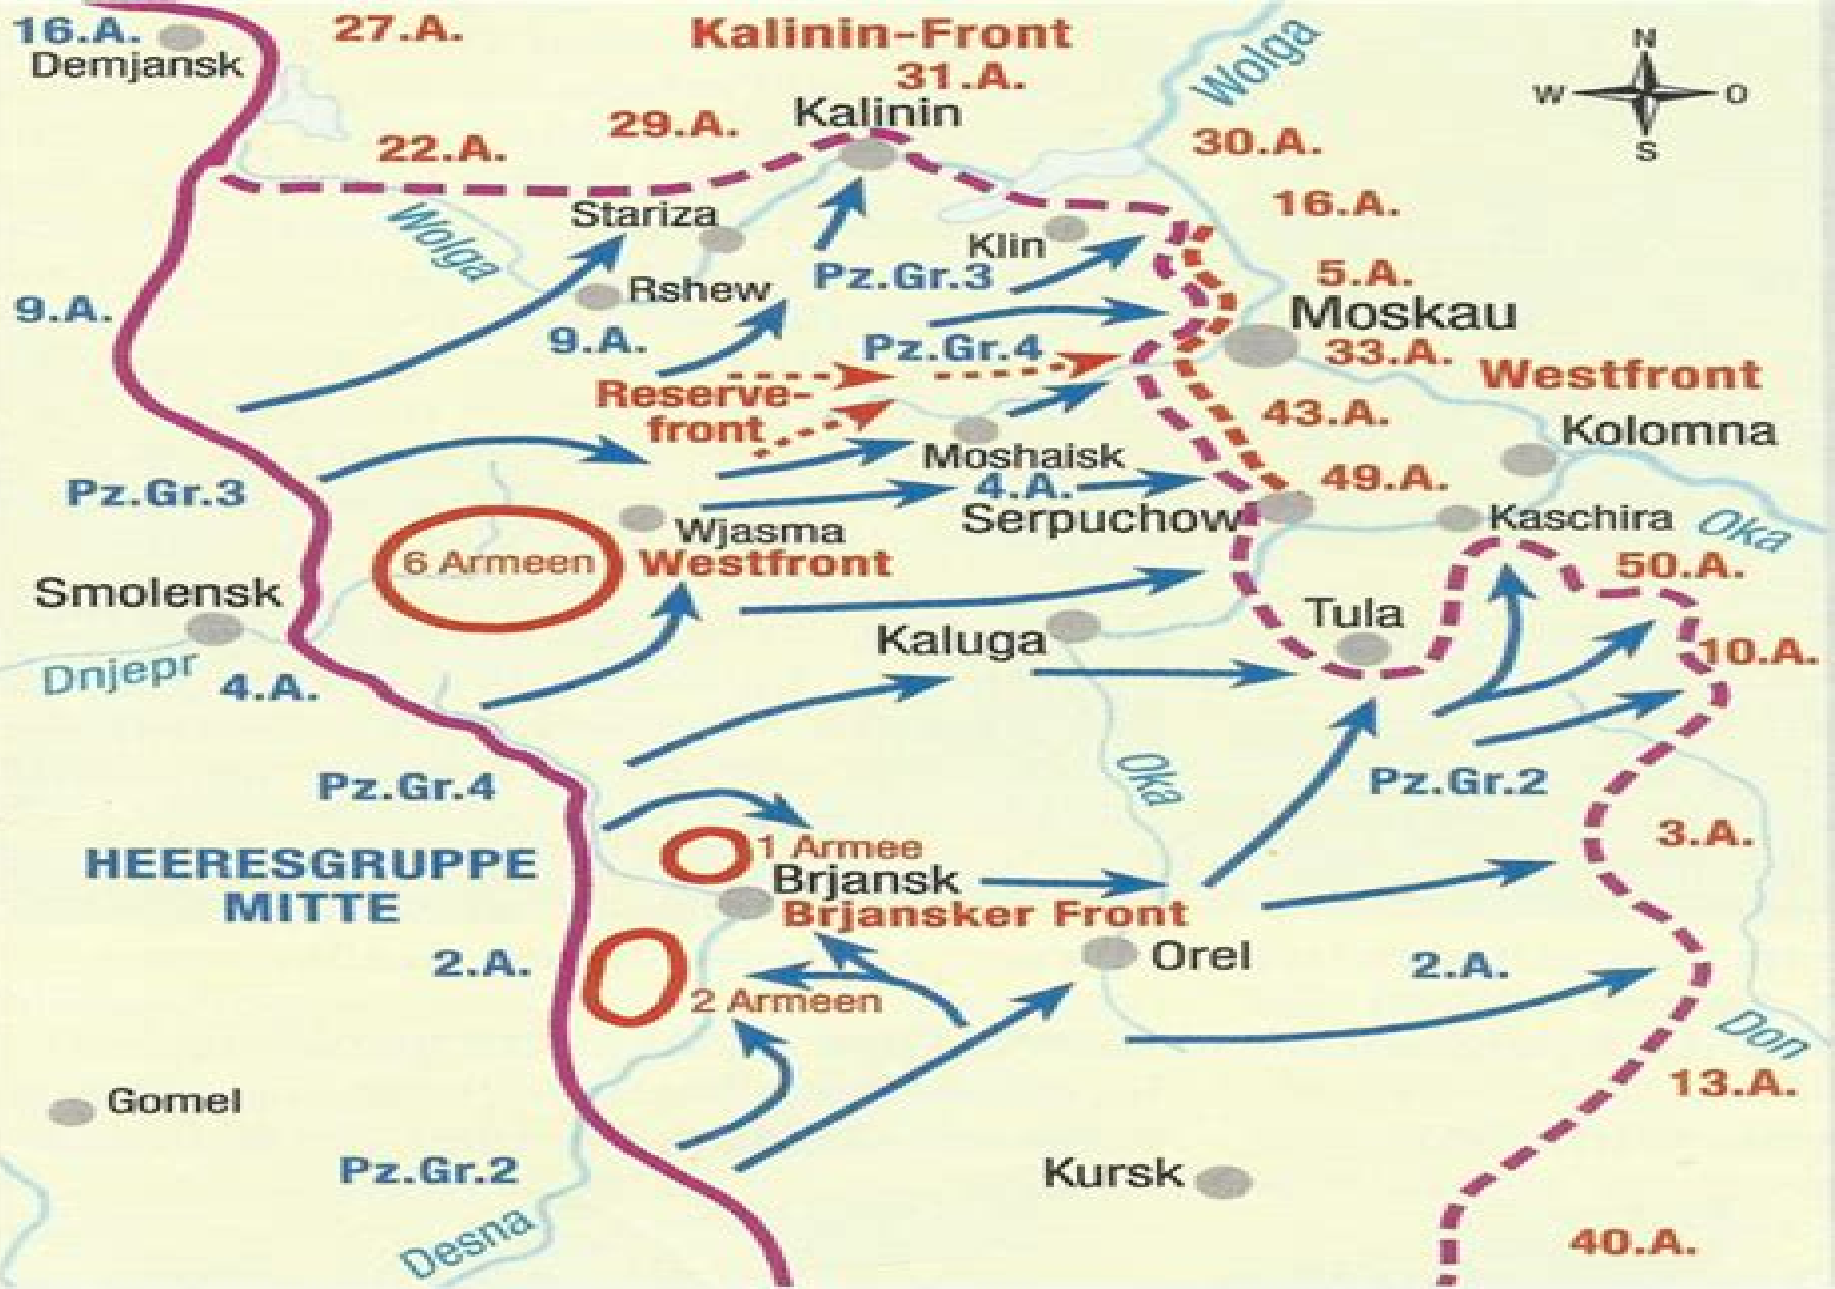 16.A.
Demjansk
27.A.
Kalinin-Front
31.A.
Kalinin
Wolga
N
W
O
S
29.A.
22.A.
30.A.
16.A.
Stariza
Wolga
Klin
Pz.Gr.3
5.A.
Rshew
Moskau
9.A.
9.A.
Pz.Gr.4
33.A.
Westfront
Reserve-
front
43.A.
Kolomna
Moshaisk
4.A.
49.A.
Pz.Gr.3
Serpuchow
Kaschira
Oka
Wjasma
Westfront
6 Armeen
50.A.
Smolensk
Tula
Kaluga
10.A.
Dnjepr
4.A.
Oka
Pz.Gr.2
Pz.Gr.4
3.A.
1 Armee
HEERESGRUPPE
MITTE
Brjansk
Brjansker Front
2.A.
Orel
2.A.
2 Armeen
Don
13.A.
Gomel
Pz.Gr.2
Kursk
Desna
40.A.